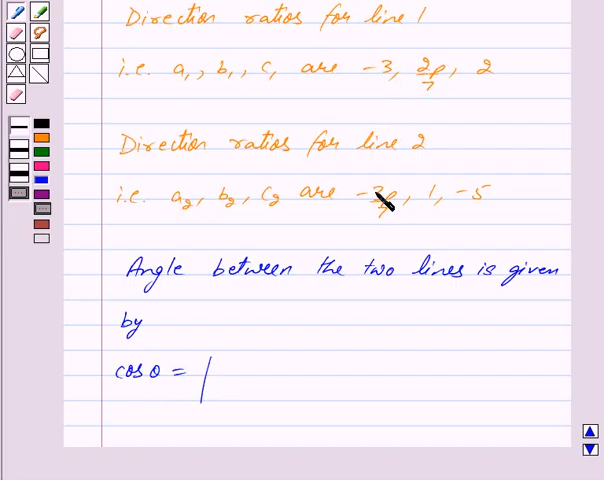 Direction ratios for line 1
i.e. a₁, b₁, c₁ are -3, 2p/7, 2
Direction ratios for line 2
i.e. a₂, b₂, c₂ are -3p/7, 1, -5
Angle between the two lines is given
by
cos θ = |